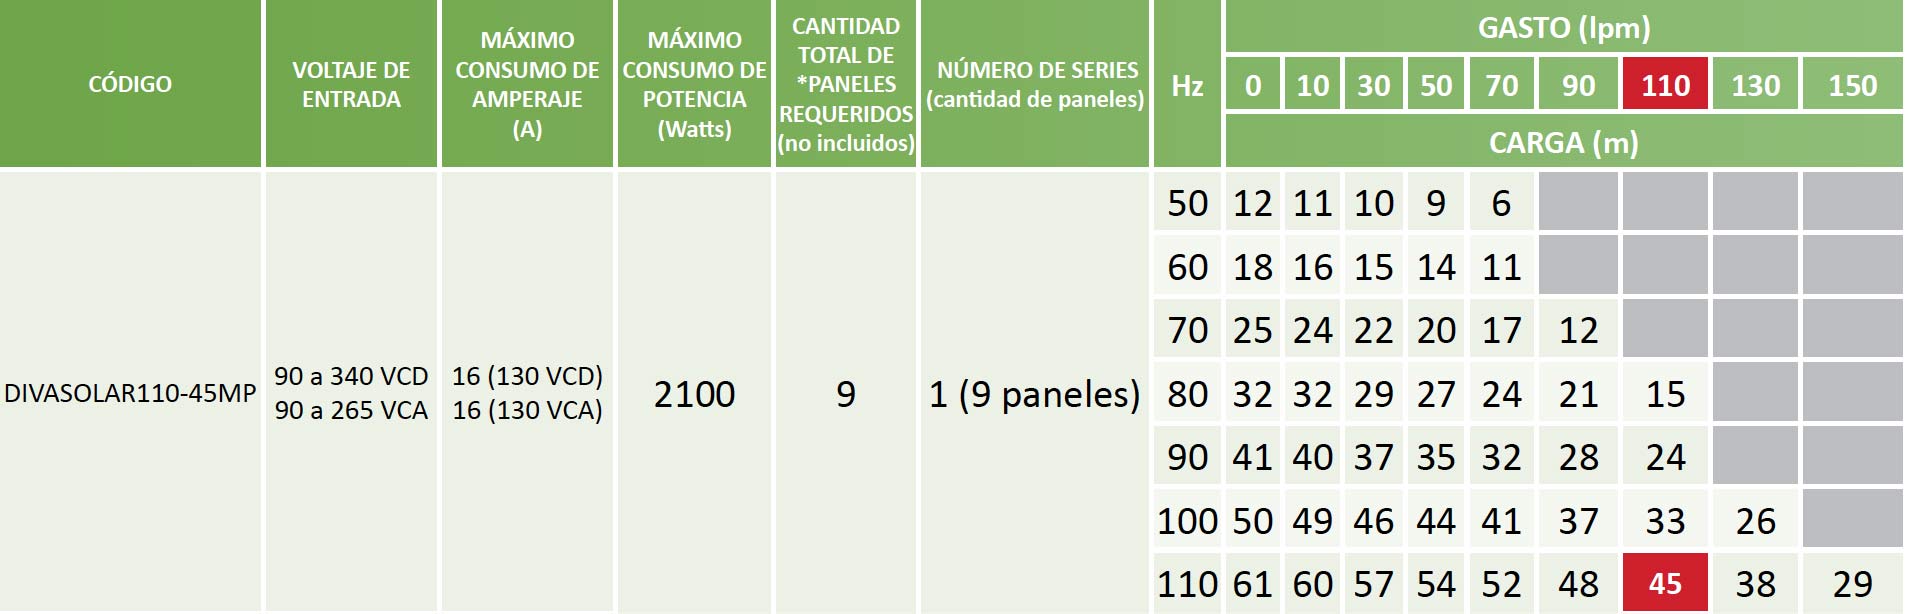 CÓDIGO
VOLTAJE DE
ENTRADA
MÁXIMO
CONSUMO DE
AMPERAJE
(A)
MÁXIMO
CONSUMO DE
POTENCIA
(Watts)
CANTIDAD
TOTAL DE
*PANELES
REQUERIDOS
(no incluidos)
NÚMERO DE SERIES
(cantidad de paneles)
Hz
GASTO (lpm)
0 10 30 50 70 90 110 130 150
CARGA (m)
DIVASOLAR110-45MP
90 a 340 VCD
90 a 265 VCA
16 (130 VCD)
16 (130 VCA)
2100
9
1 (9 paneles)
50 12 11 10 9 6
60 18 16 15 14 11
70 25 24 22 20 17 12
80 32 32 29 27 24 21 15
90 41 40 37 35 32 28 24
100 50 49 46 44 41 37 33 26
110 61 60 57 54 52 48 45 38 29